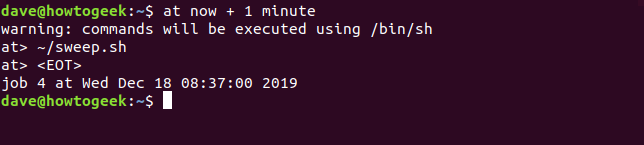 dave@howtogeek:~$ at now + 1 minute
warning: commands will be executed using /bin/sh
at> ~/sweep.sh
at> <EOT>
job 4 at Wed Dec 18 08:37:00 2019
dave@howtogeek:~$